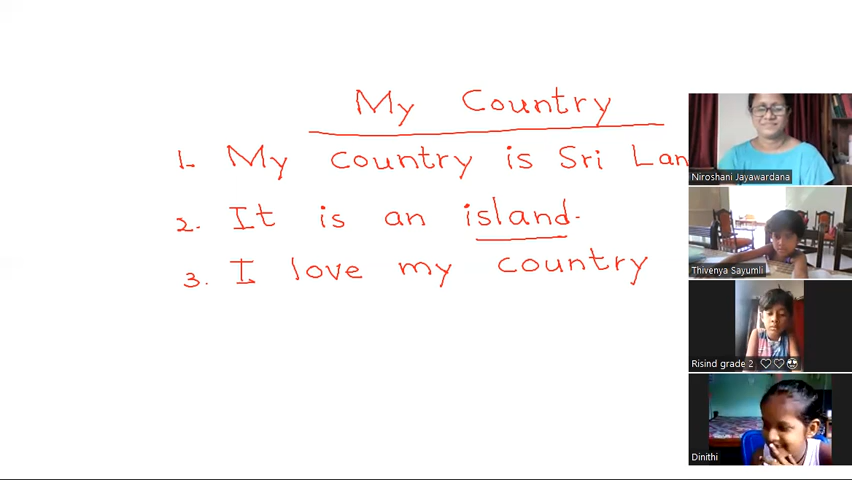 My Country
1. My country is Sri Lan
2. It is an island.
3. I love my country
Niroshani Jayawardana
Thivenya Sayumli
Risind grade 2 ♡♡😍
Dinithi